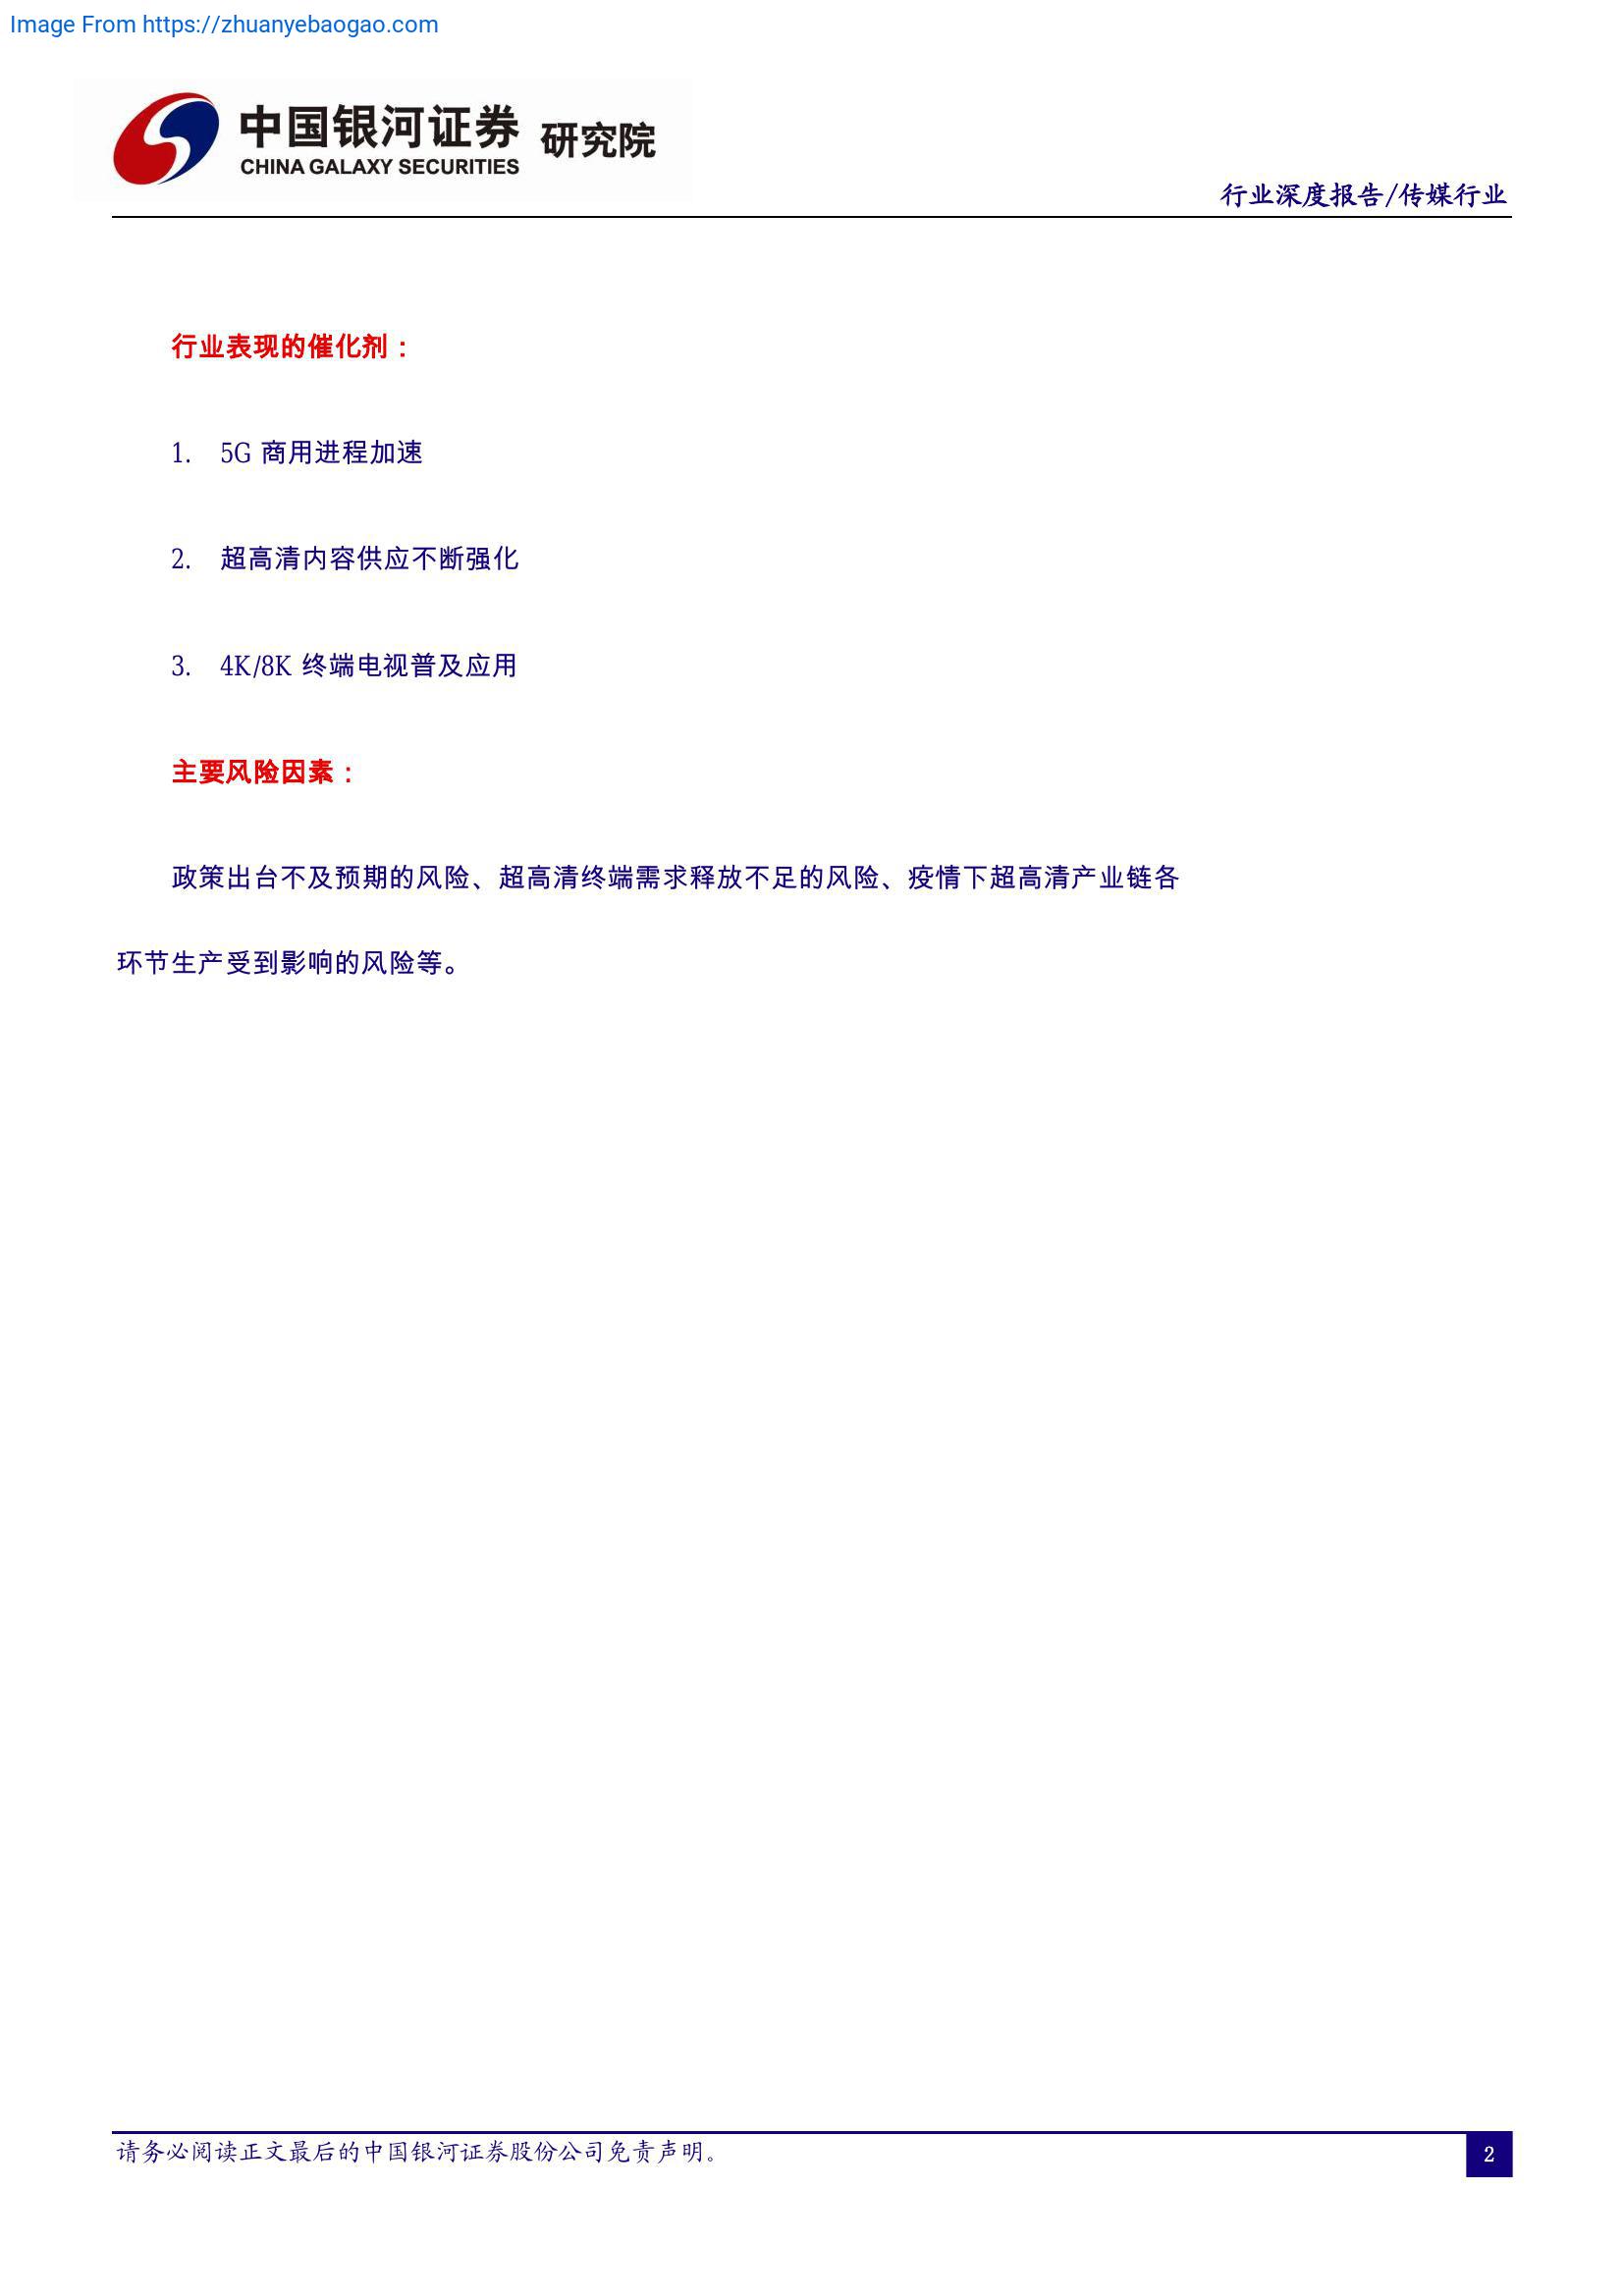 Image From https://zhuanyebaogao.com
中国银河证券 研究院
CHINA GALAXY SECURITIES
行业深度报告/传媒行业
行业表现的催化剂：
1. 5G 商用进程加速
2. 超高清内容供应不断强化
3. 4K/8K 终端电视普及应用
主要风险因素：
政策出台不及预期的风险、超高清终端需求释放不足的风险、疫情下超高清产业链各
环节生产受到影响的风险等。
请务必阅读正文最后的中国银河证券股份公司免责声明。
2